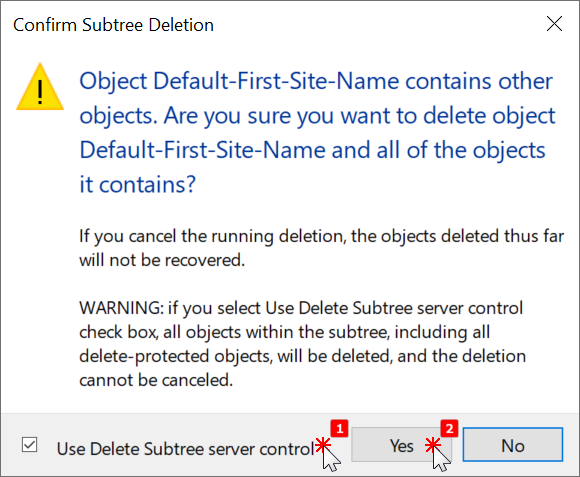 Confirm Subtree Deletion
Object Default-First-Site-Name contains other
objects. Are you sure you want to delete object
Default-First-Site-Name and all of the objects
it contains?
If you cancel the running deletion, the objects deleted thus far
will not be recovered.
WARNING: if you select Use Delete Subtree server control
check box, all objects within the subtree, including all
delete-protected objects, will be deleted, and the deletion
cannot be canceled.
Use Delete Subtree server control 1 Yes 2 No